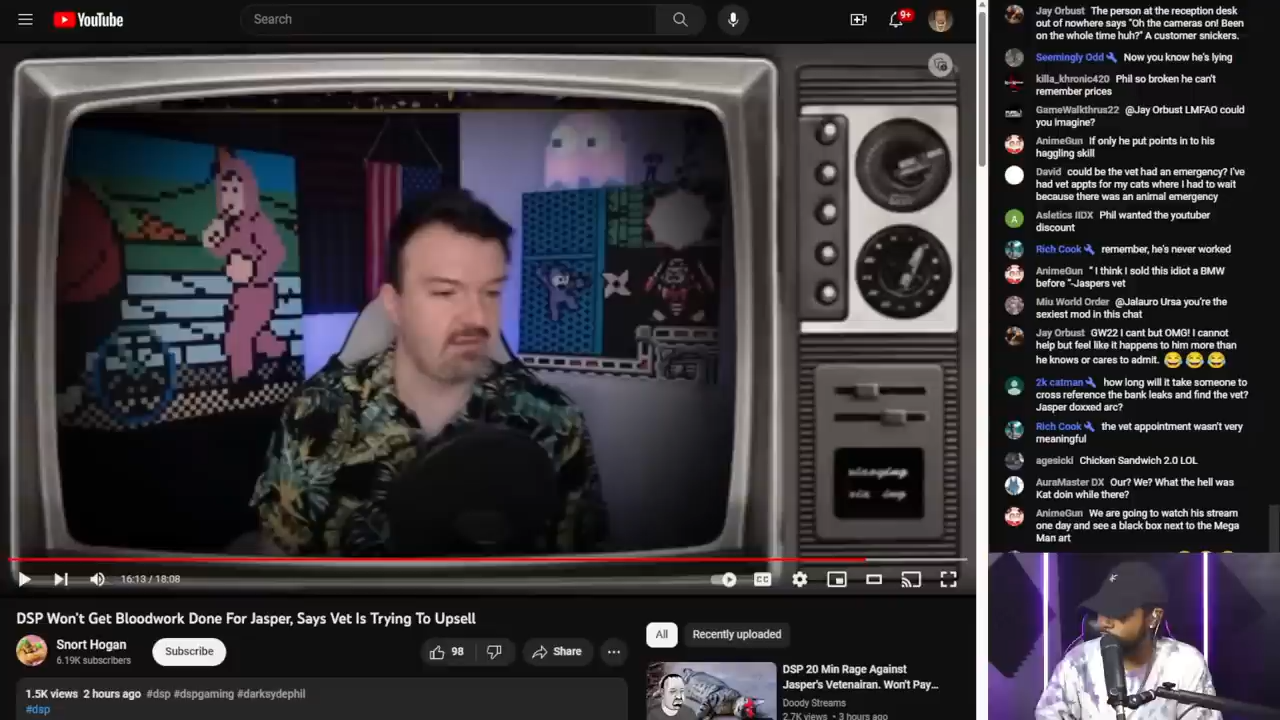 YouTube
Search
9+
16:13 / 18:08
CC
DSP Won't Get Bloodwork Done For Jasper, Says Vet Is Trying To Upsell
Snort Hogan
6.19K subscribers
Subscribe
98
Share
1.5K views 2 hours ago #dsp #dspgaming #darksydephil
#dsp
All
Recently uploaded
DSP 20 Min Rage Against
Jasper's Vetenairan. Won't Pay...
Doody Streams
2.7K views • 3 hours ago
Jay Orbust The person at the reception desk
out of nowhere says "Oh the cameras on! Been
on the whole time huh?" A customer snickers.
Seemingly Odd Now you know he's lying
killa_khronic420 Phil so broken he can't
remember prices
GameWalkthrus22 @Jay Orbust LMFAO could
you imagine?
AnimeGun If only he put points in to his
haggling skill
David could be the vet had an emergency? I've
had vet appts for my cats where I had to wait
because there was an animal emergency
Asletics IIDX Phil wanted the youtuber
discount
Rich Cook remember, he's never worked
AnimeGun " I think I sold this idiot a BMW
before "-Jaspers vet
Miu World Order @Jalauro Ursa you're the
sexiest mod in this chat
Jay Orbust GW22 I cant but OMG! I cannot
help but feel like it happens to him more than
he knows or cares to admit. 😂 😂 😂
2k catman how long will it take someone to
cross reference the bank leaks and find the vet?
Jasper doxxed arc?
Rich Cook the vet appointment wasn't very
meaningful
agesicki Chicken Sandwich 2.0 LOL
AuraMaster DX Our? We? What the hell was
Kat doin while there?
AnimeGun We are going to watch his stream
one day and see a black box next to the Mega
Man art